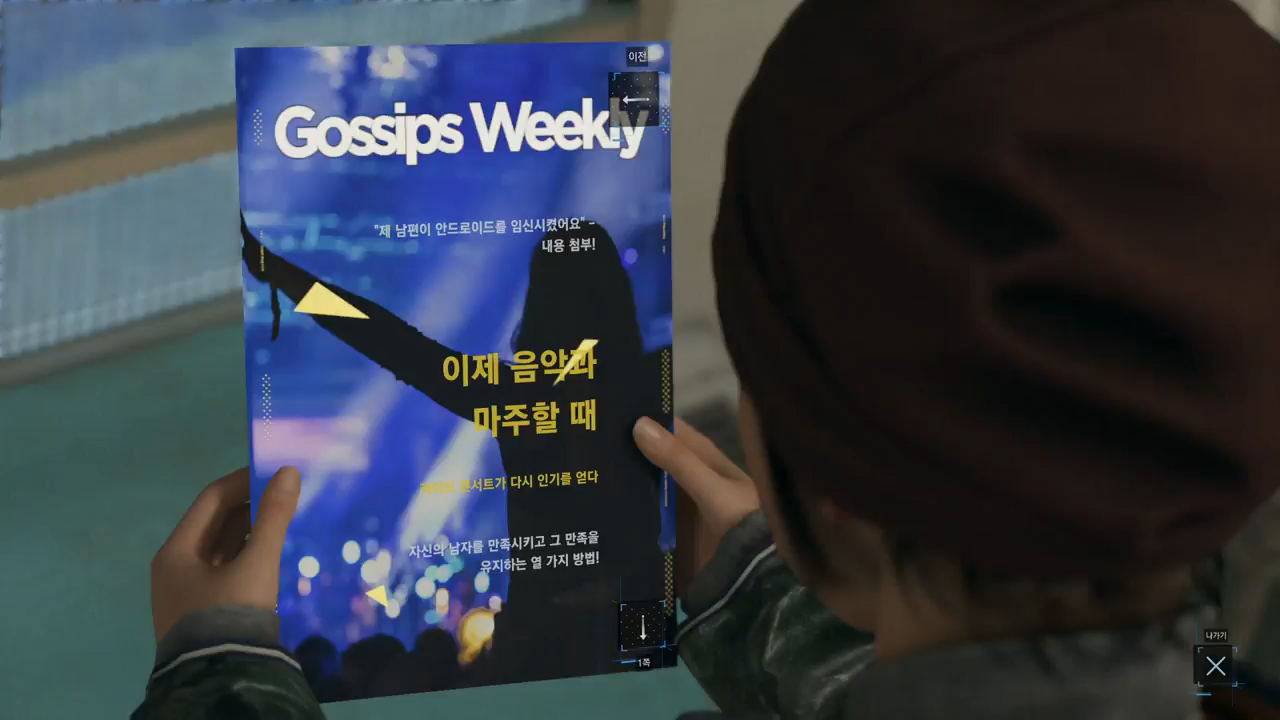 이전
Gossips Weekly
"제 남편이 안드로이드를 임신시켰어요" -
내용 첨부!
이제 음악과
마주할 때
콘서트가 다시 인기를 얻다
자신의 남자를 만족시키고 그 만족을
유지하는 열 가지 방법!
1쪽
나가기